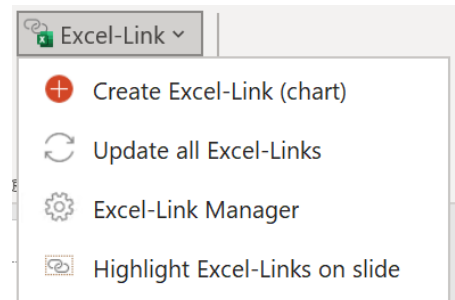 Excel-Link
Create Excel-Link (chart)
Update all Excel-Links
Excel-Link Manager
Highlight Excel-Links on slide